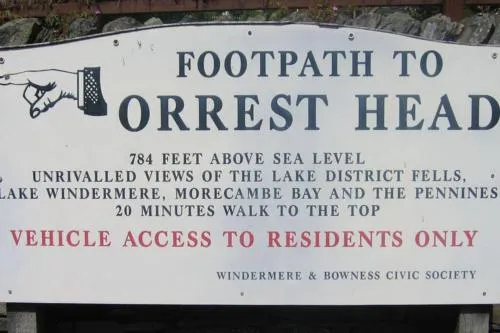 FOOTPATH TO
ORREST HEAD
784 FEET ABOVE SEA LEVEL
UNRIVALLED VIEWS OF THE LAKE DISTRICT FELLS,
LAKE WINDERMERE, MORECAMBE BAY AND THE PENNINES
20 MINUTES WALK TO THE TOP
VEHICLE ACCESS TO RESIDENTS ONLY
WINDERMERE & BOWNESS CIVIC SOCIETY